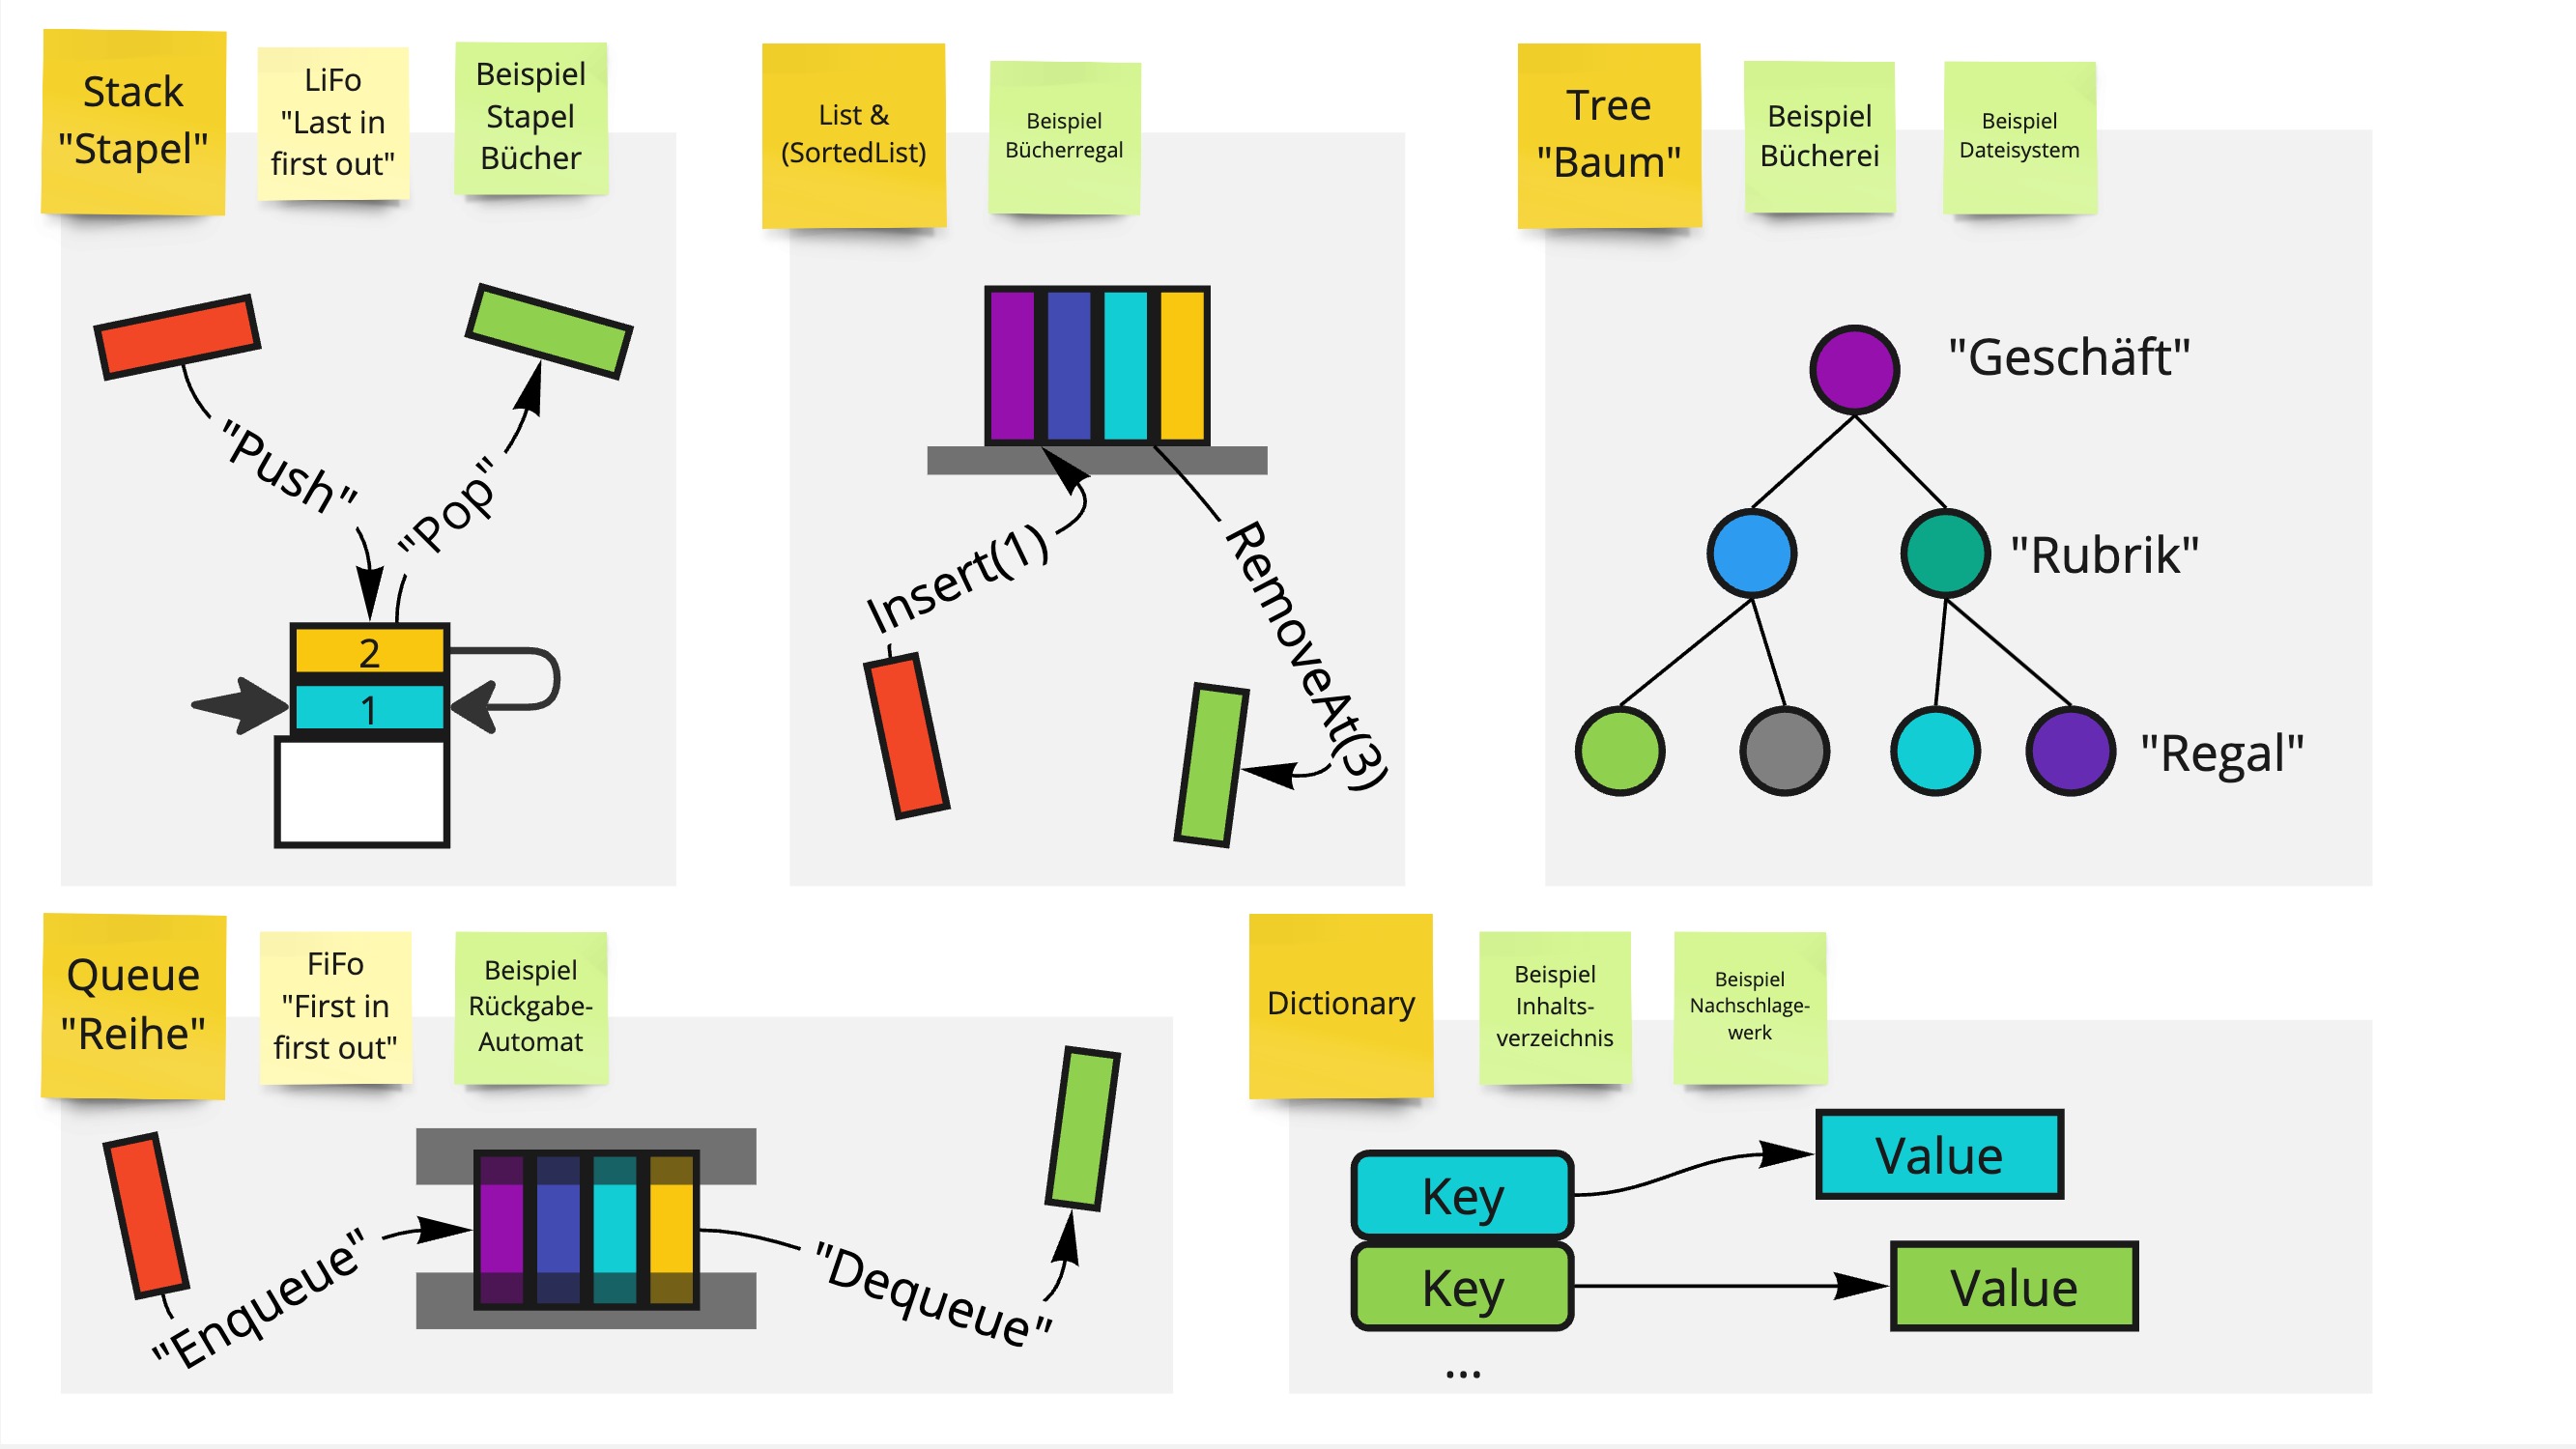 Stack
"Stapel"
LiFo
"Last in
first out"
Beispiel
Stapel
Bücher
"Push"
"Pop"
2
1
List &
(SortedList)
Beispiel
Bücherregal
Insert(1)
RemoveAt(3)
Tree
"Baum"
Beispiel
Bücherei
Beispiel
Dateisystem
"Geschäft"
"Rubrik"
"Regal"
Queue
"Reihe"
FiFo
"First in
first out"
Beispiel
Rückgabe-
Automat
"Enqueue"
"Dequeue"
Dictionary
Beispiel
Inhalts-
verzeichnis
Beispiel
Nachschlage-
werk
Key
Value
Key
Value
...